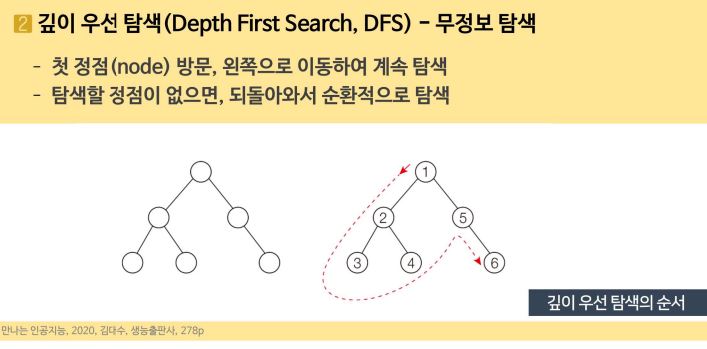 2 깊이 우선 탐색(Depth First Search, DFS) - 무정보 탐색
- 첫 정점(node) 방문, 왼쪽으로 이동하여 계속 탐색
- 탐색할 정점이 없으면, 되돌아와서 순환적으로 탐색
1
2 5
3 4 6
깊이 우선 탐색의 순서
만나는 인공지능, 2020, 김대수, 생능출판사, 278p